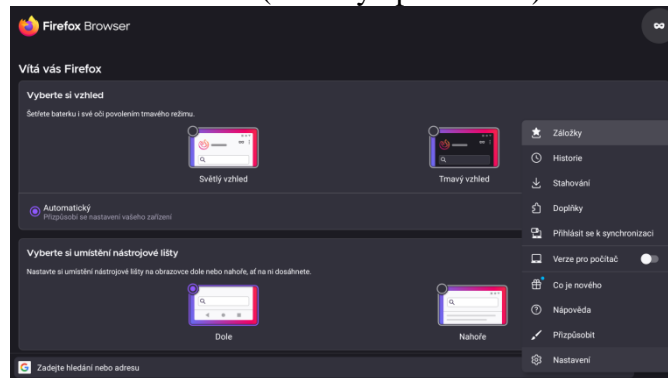 Firefox Browser
Vítá vás Firefox
Vyberte si vzhled
Šetřete baterku i své oči povolením tmavého režimu.
Světlý vzhled
Tmavý vzhled
Automatický
Přizpůsobí se nastavení vašeho zařízení
Vyberte si umístění nástrojové lišty
Nastavte si umístění nástrojové lišty na obrazovce dole nebo nahoře, ať na ni dosáhnete.
Dole
Nahoře
Zadejte hledání nebo adresu
Záložky
Historie
Stahování
Doplňky
Přihlásit se k synchronizaci
Verze pro počítač
Co je nového
Nápověda
Přizpůsobit
Nastavení